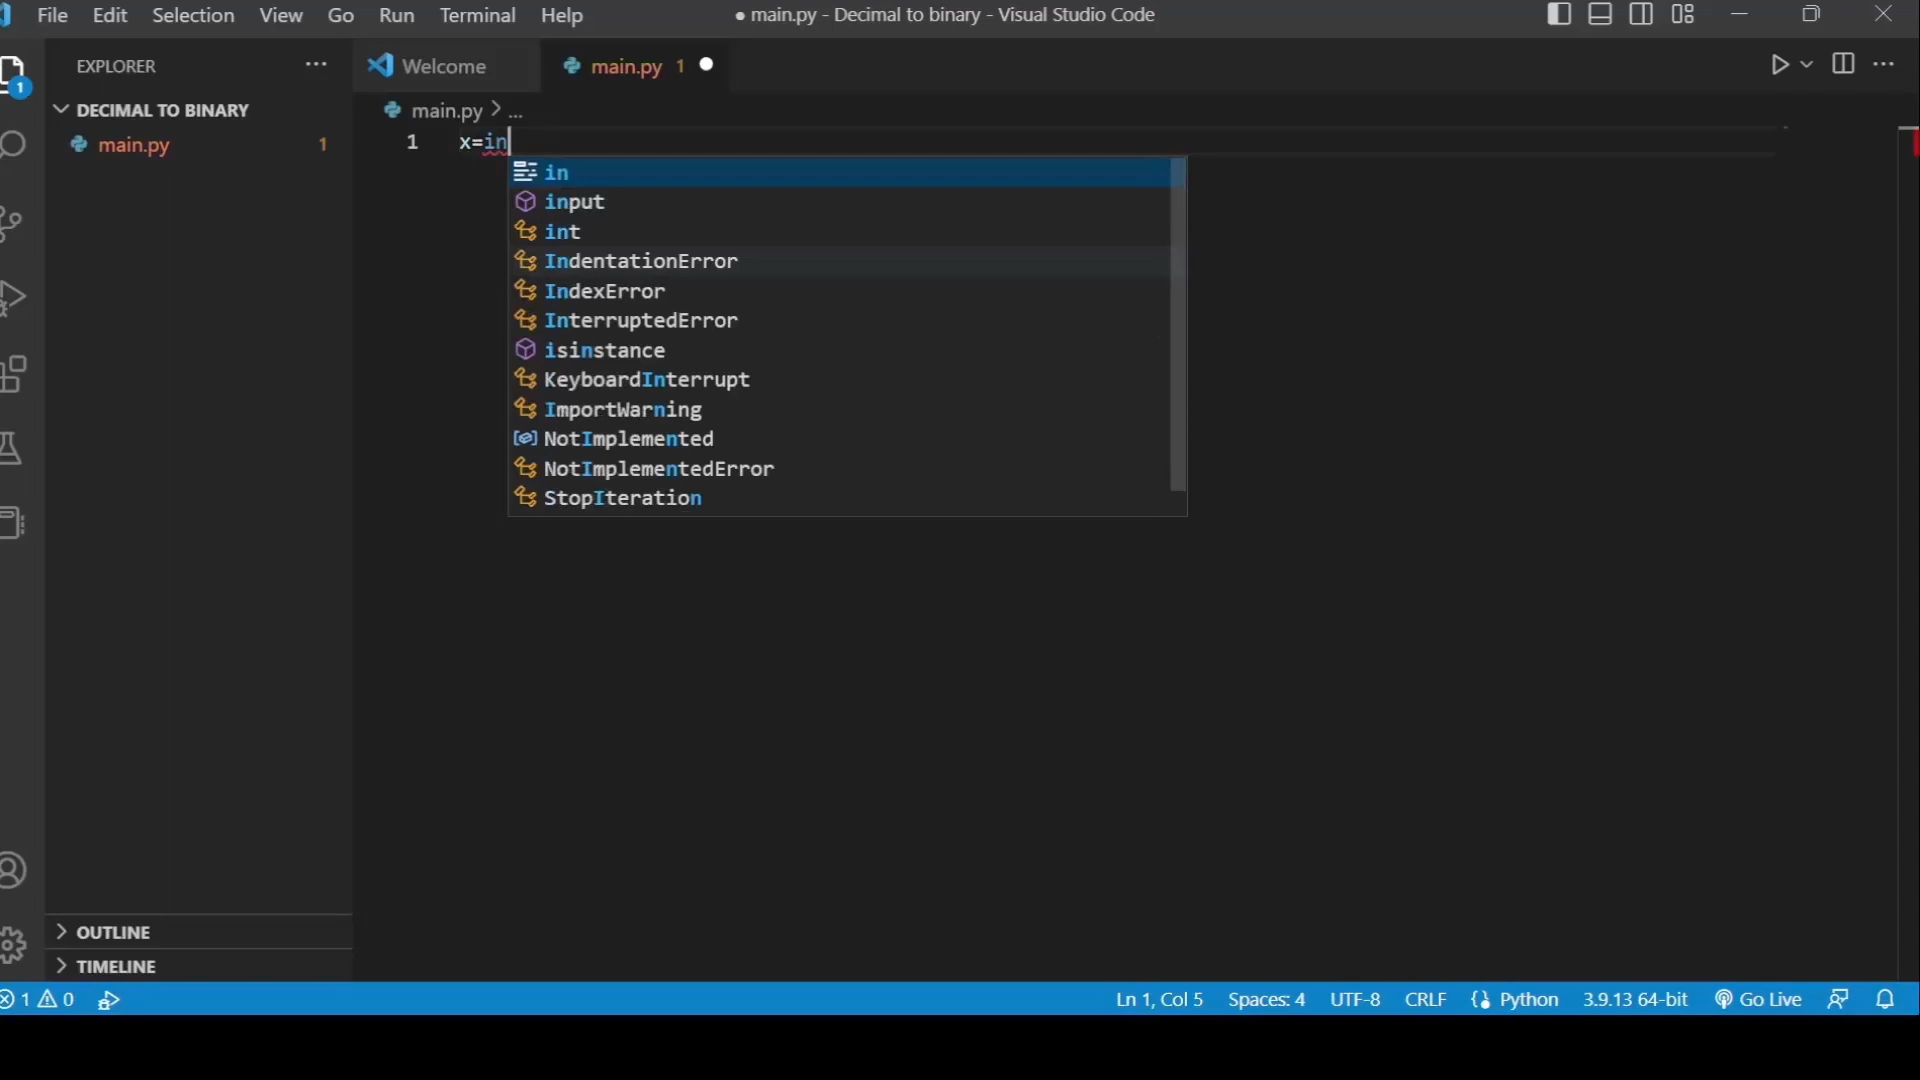 File Edit Selection View Go Run Terminal Help
● main.py - Decimal to binary - Visual Studio Code
EXPLORER ...
Welcome
main.py 1
1
DECIMAL TO BINARY
main.py > ...
main.py 1
1 x=in
in
input
int
IndentationError
IndexError
InterruptedError
isinstance
KeyboardInterrupt
ImportWarning
NotImplemented
NotImplementedError
StopIteration
OUTLINE
TIMELINE
1 0 Ln 1, Col 5 Spaces: 4 UTF-8 CRLF Python 3.9.13 64-bit Go Live